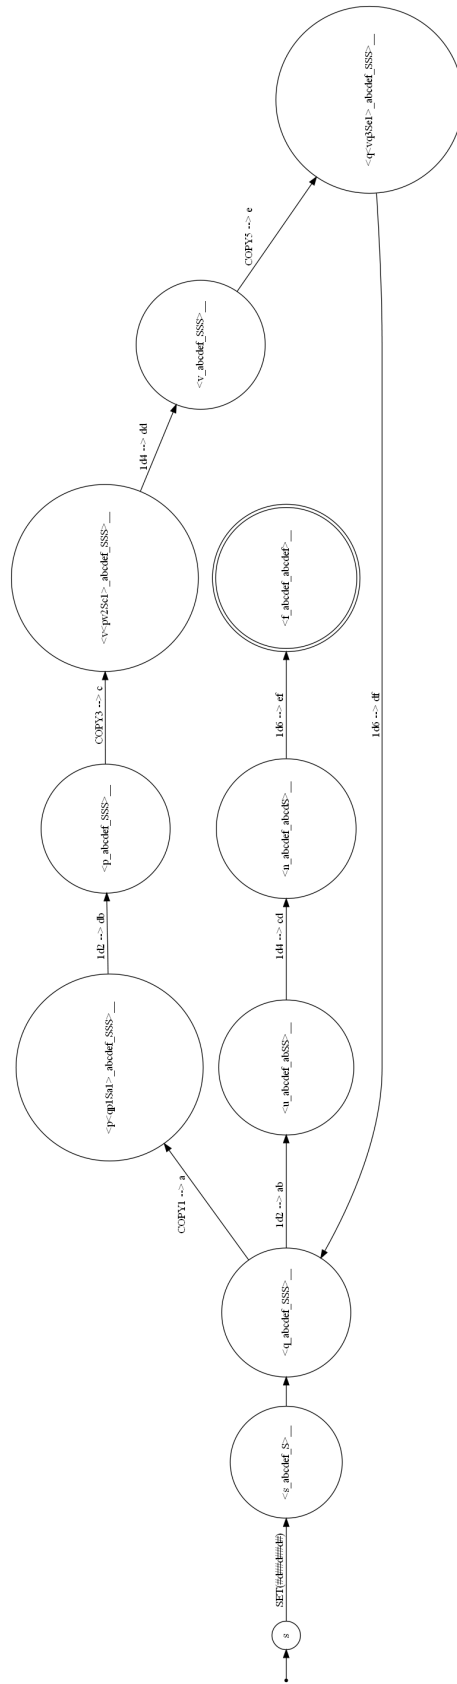 s
SET(#d##d##d#)
<s_abcdef_S>__
<q_abcdef_SSS>__
COPY1 --> a
<p<qp1Sa1>_abcdef_SSS>__
1d2 --> db
<p_abcdef_SSS>__
COPY3 --> c
<v<pv2Sc1>_abcdef_SSS>__
1d4 --> dd
<v_abcdef_SSS>__
COPY5 --> e
<q<vq3Se1>_abcdef_SSS>__
1d6 --> df
1d2 --> ab
<u_abcdef_abSS>__
1d4 --> cd
<u_abcdef_abcdS>__
1d6 --> ef
<f_abcdef_abcdef>__